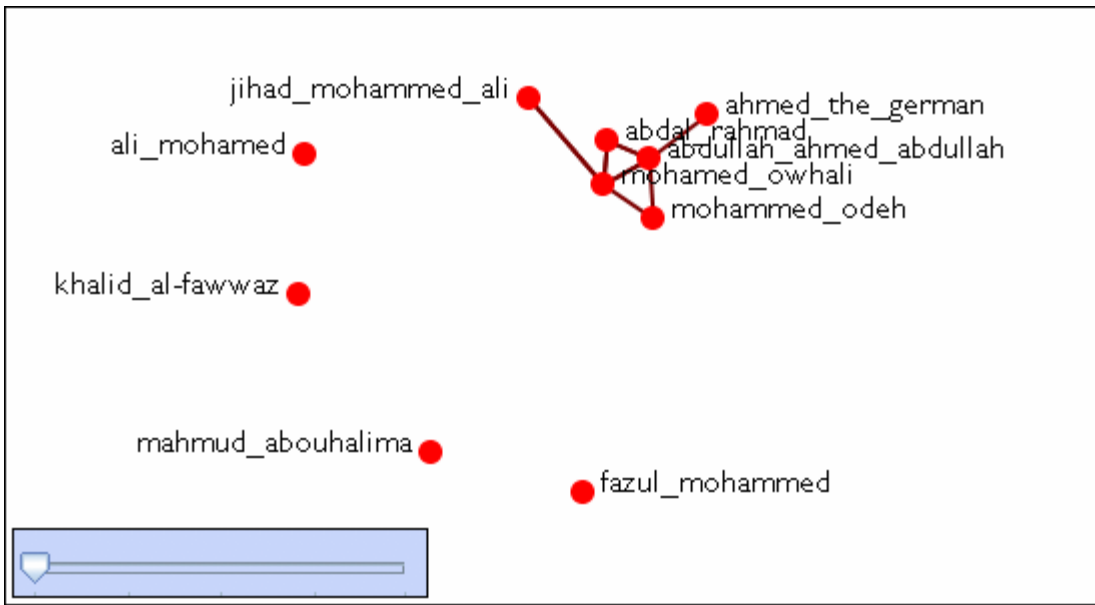 jihad_mohammed_ali
ahmed_the_german
abdal_rahmad
ali_mohamed
abdullah_ahmed_abdullah
mohamed_owhali
mohammed_odeh
khalid_al-fawwaz
mahmud_abouhalima
fazul_mohammed